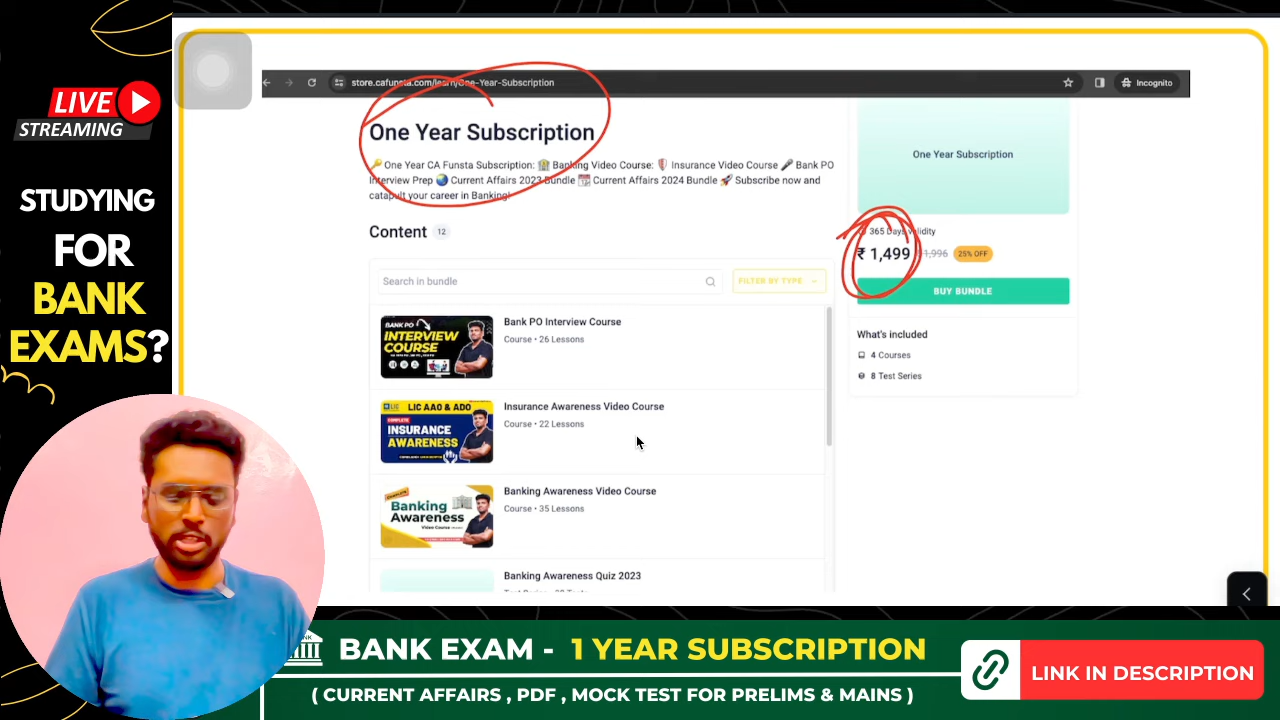 LIVE
STREAMING
STUDYING
FOR
BANK
EXAMS?
store.cafunsta.com/learn/One-Year-Subscription
Incognito
One Year Subscription
🔑 One Year CA Funsta Subscription: 🏦 Banking Video Course: 🛡️ Insurance Video Course 🎤 Bank PO
Interview Prep 🌏 Current Affairs 2023 Bundle 📆 Current Affairs 2024 Bundle 🚀 Subscribe now and
catapult your career in Banking!
Content 12
Search in bundle
FILTER BY TYPE
Bank PO Interview Course
Course • 26 Lessons
BANK PO
INTERVIEW
COURSE
Insurance Awareness Video Course
Course • 22 Lessons
LIC AAO & ADO
COMPLETE
INSURANCE
AWARENESS
Banking Awareness Video Course
Course • 35 Lessons
Banking
Awareness
Video Course
Banking Awareness Quiz 2023
One Year Subscription
365 Days validity
₹ 1,499 1,996 25% OFF
BUY BUNDLE
What's included
4 Courses
8 Test Series
BANK EXAM - 1 YEAR SUBSCRIPTION
( CURRENT AFFAIRS , PDF , MOCK TEST FOR PRELIMS & MAINS )
LINK IN DESCRIPTION